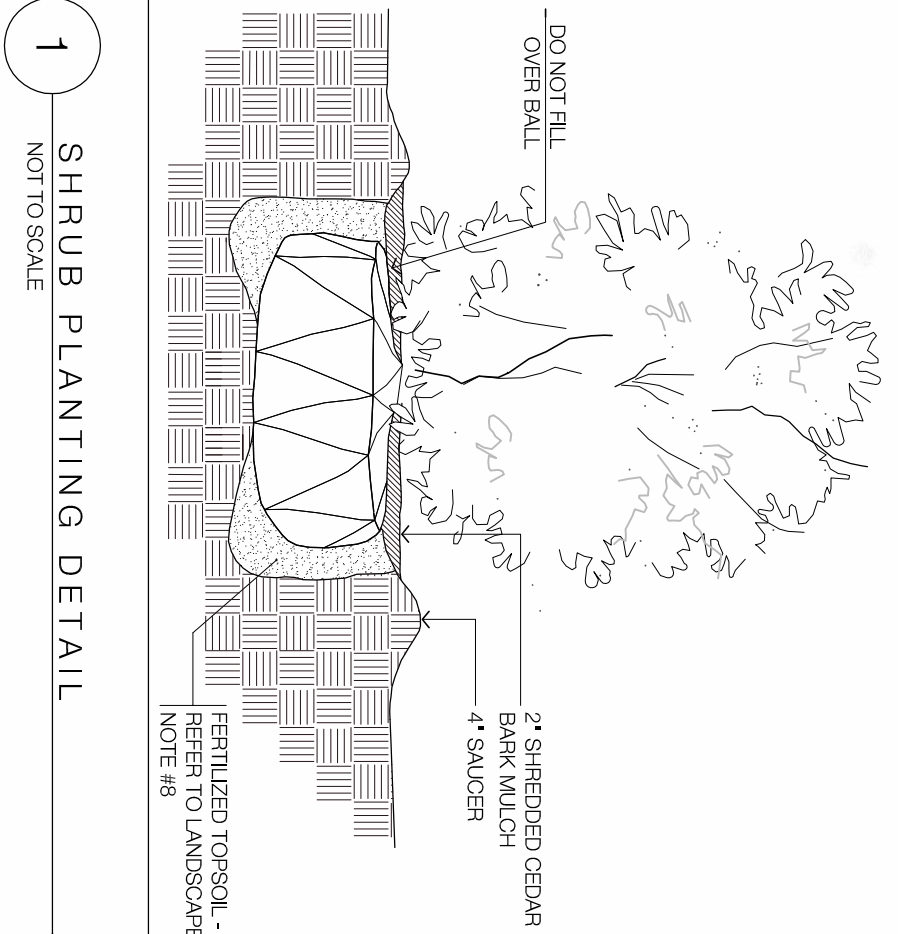 DO NOT FILL
OVER BALL
2" SHREDDED CEDAR
BARK MULCH
4" SAUCER
FERTILIZED TOPSOIL -
REFER TO LANDSCAPE
NOTE #8
1
SHRUB PLANTING DETAIL
NOT TO SCALE